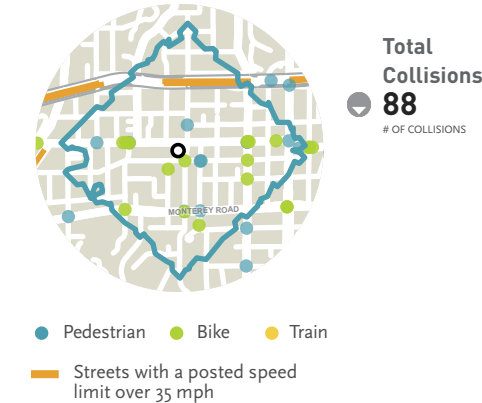 Total
Collisions
88
# OF COLLISIONS
MONTEREY ROAD
Pedestrian
Bike
Train
Streets with a posted speed
limit over 35 mph